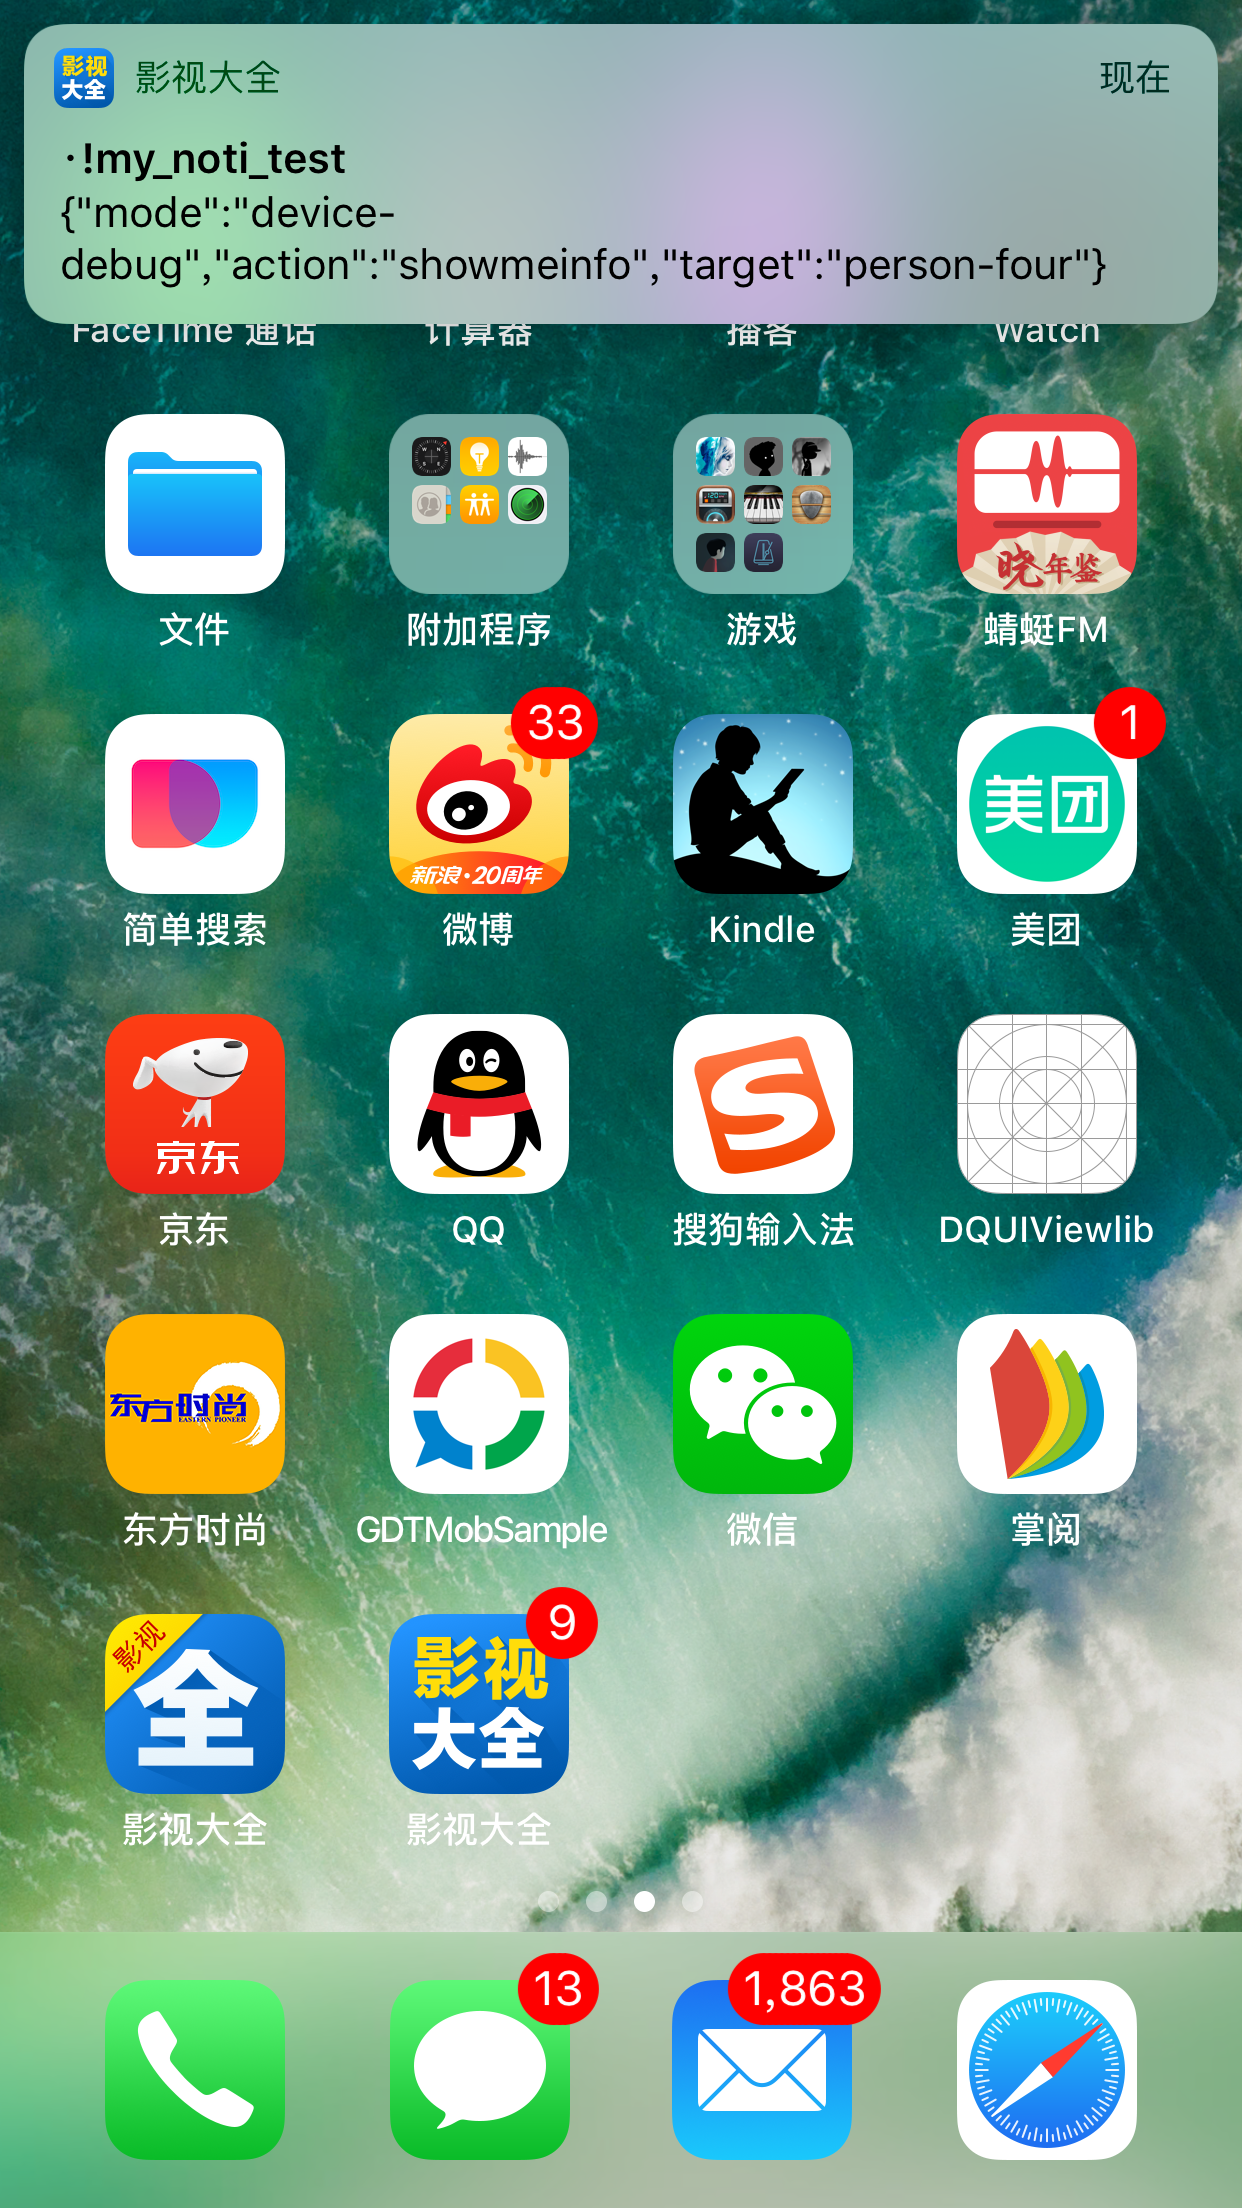 影视
大全
影视大全
现在
·!my_noti_test
{"mode":"device-
debug","action":"showmeinfo","target":"person-four"}
FaceTime 通话
计算器
播客
Watch
晓年鉴
文件
附加程序
游戏
蜻蜓FM
33
1
新浪·20周年
美团
简单搜索
微博
Kindle
美团
京东
京东
QQ
搜狗输入法
DQUIViewlib
东方时尚
EASTERN PIONEER
东方时尚
GDTMobSample
微信
掌阅
影视
全
9
影视
大全
影视大全
影视大全
13
1,863